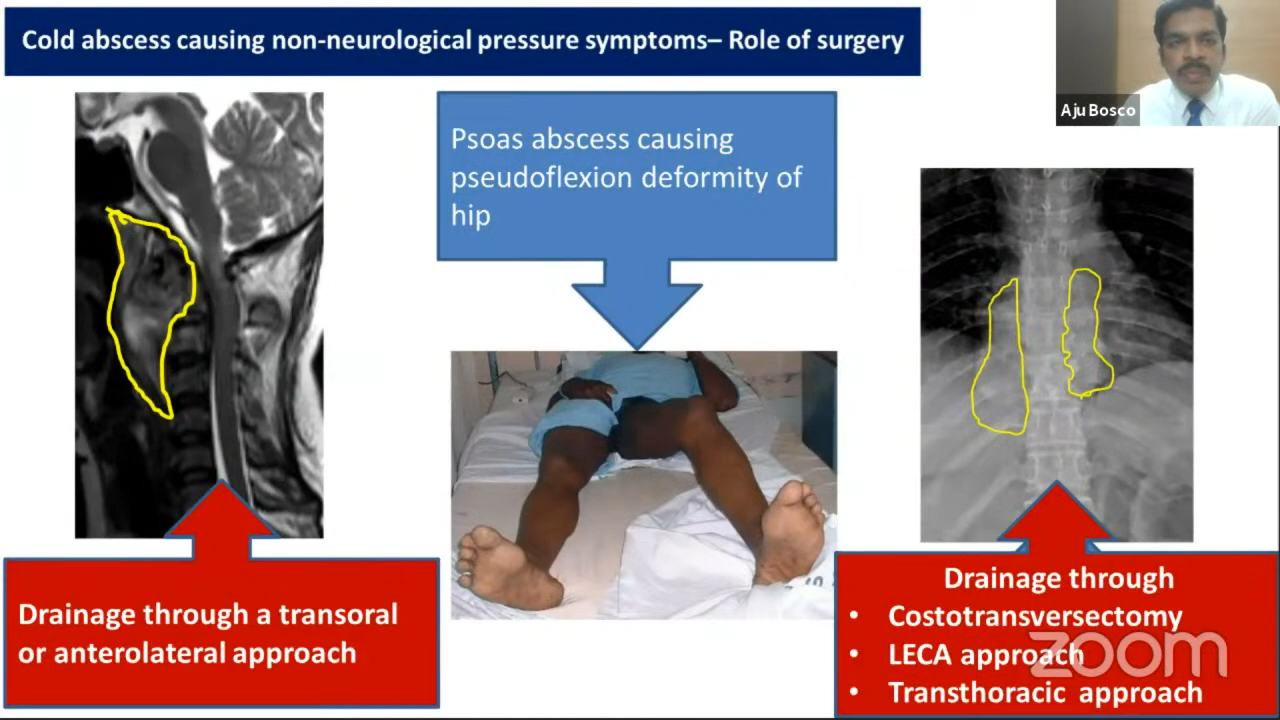 Cold abscess causing non-neurological pressure symptoms– Role of surgery
Aju Bosco
Psoas abscess causing
pseudoflexion deformity of
hip
Drainage through a transoral
or anterolateral approach
Drainage through
• Costotransversectomy
• LECA approach
• Transthoracic approach
zoom